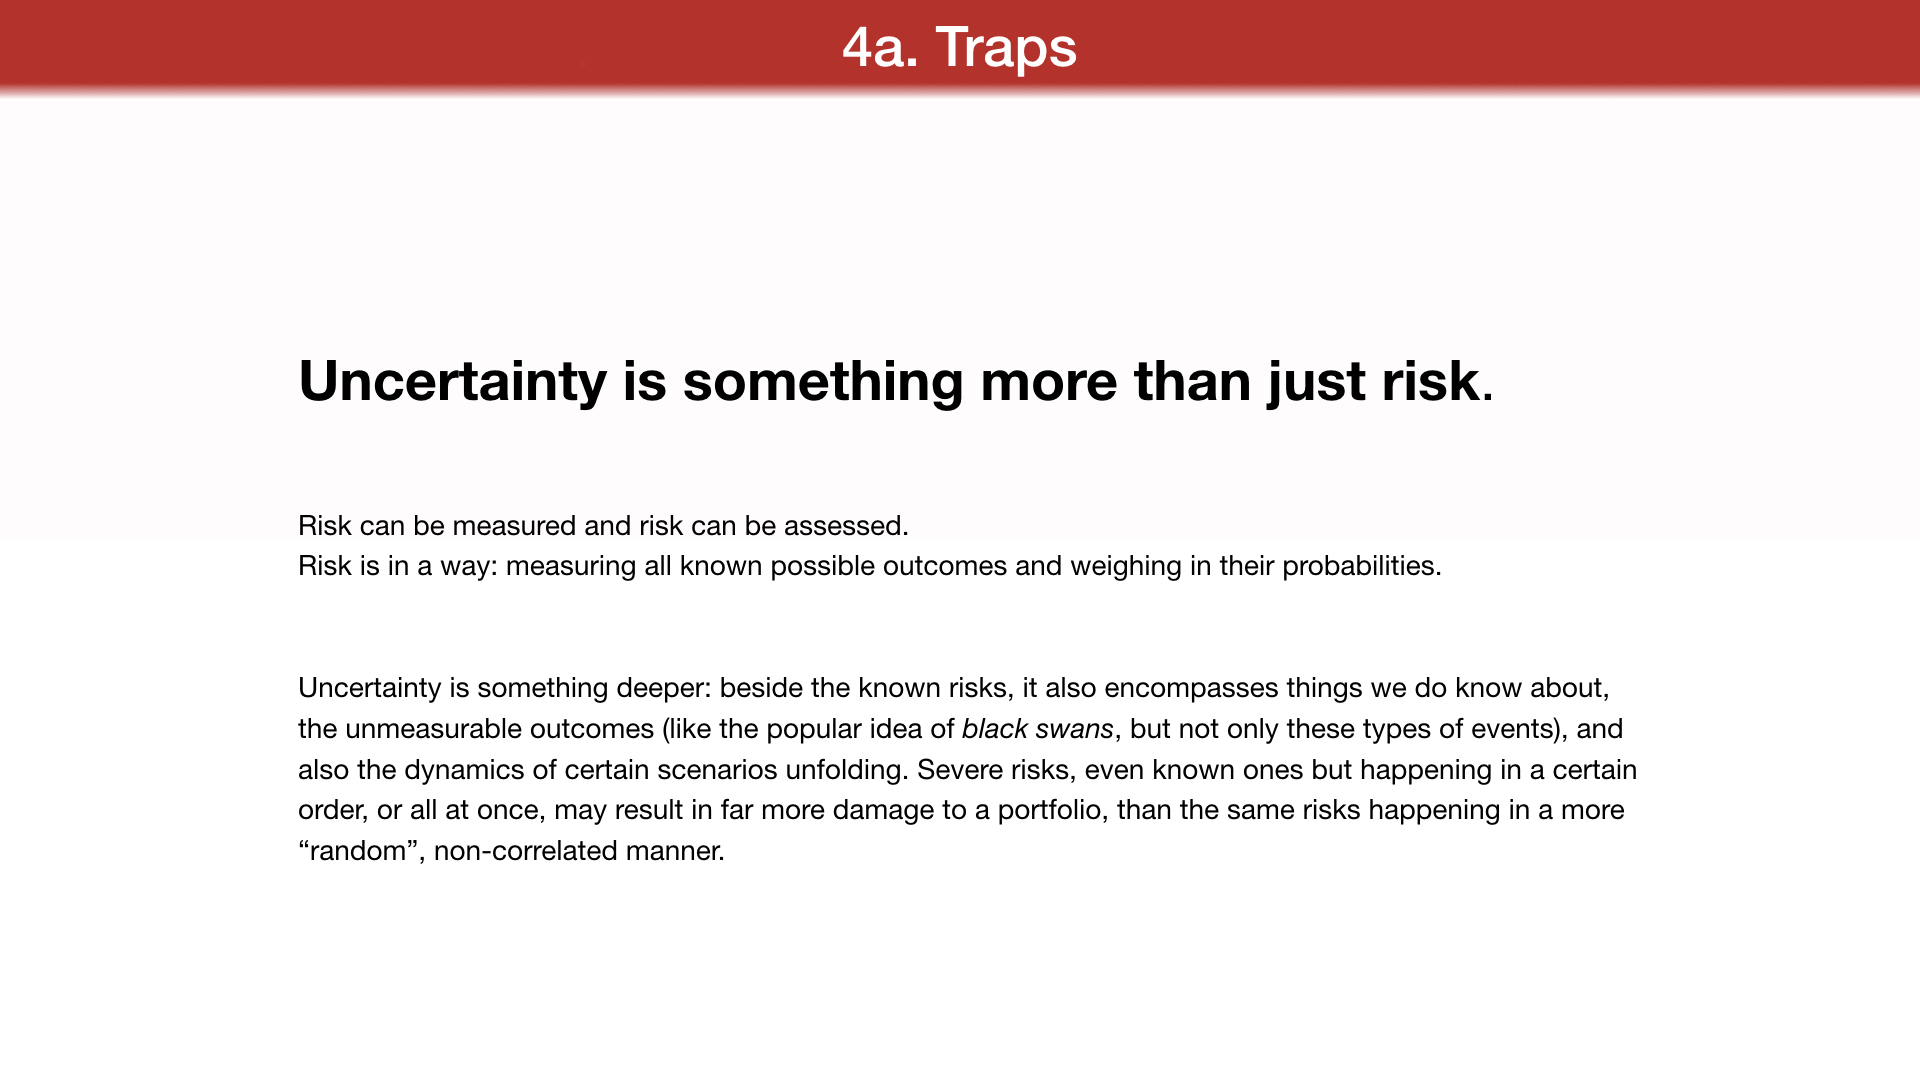 4a. Traps
Uncertainty is something more than just risk.
Risk can be measured and risk can be assessed.
Risk is in a way: measuring all known possible outcomes and weighing in their probabilities.
Uncertainty is something deeper: beside the known risks, it also encompasses things we do know about,
the unmeasurable outcomes (like the popular idea of black swans, but not only these types of events), and
also the dynamics of certain scenarios unfolding. Severe risks, even known ones but happening in a certain
order, or all at once, may result in far more damage to a portfolio, than the same risks happening in a more
“random”, non-correlated manner.